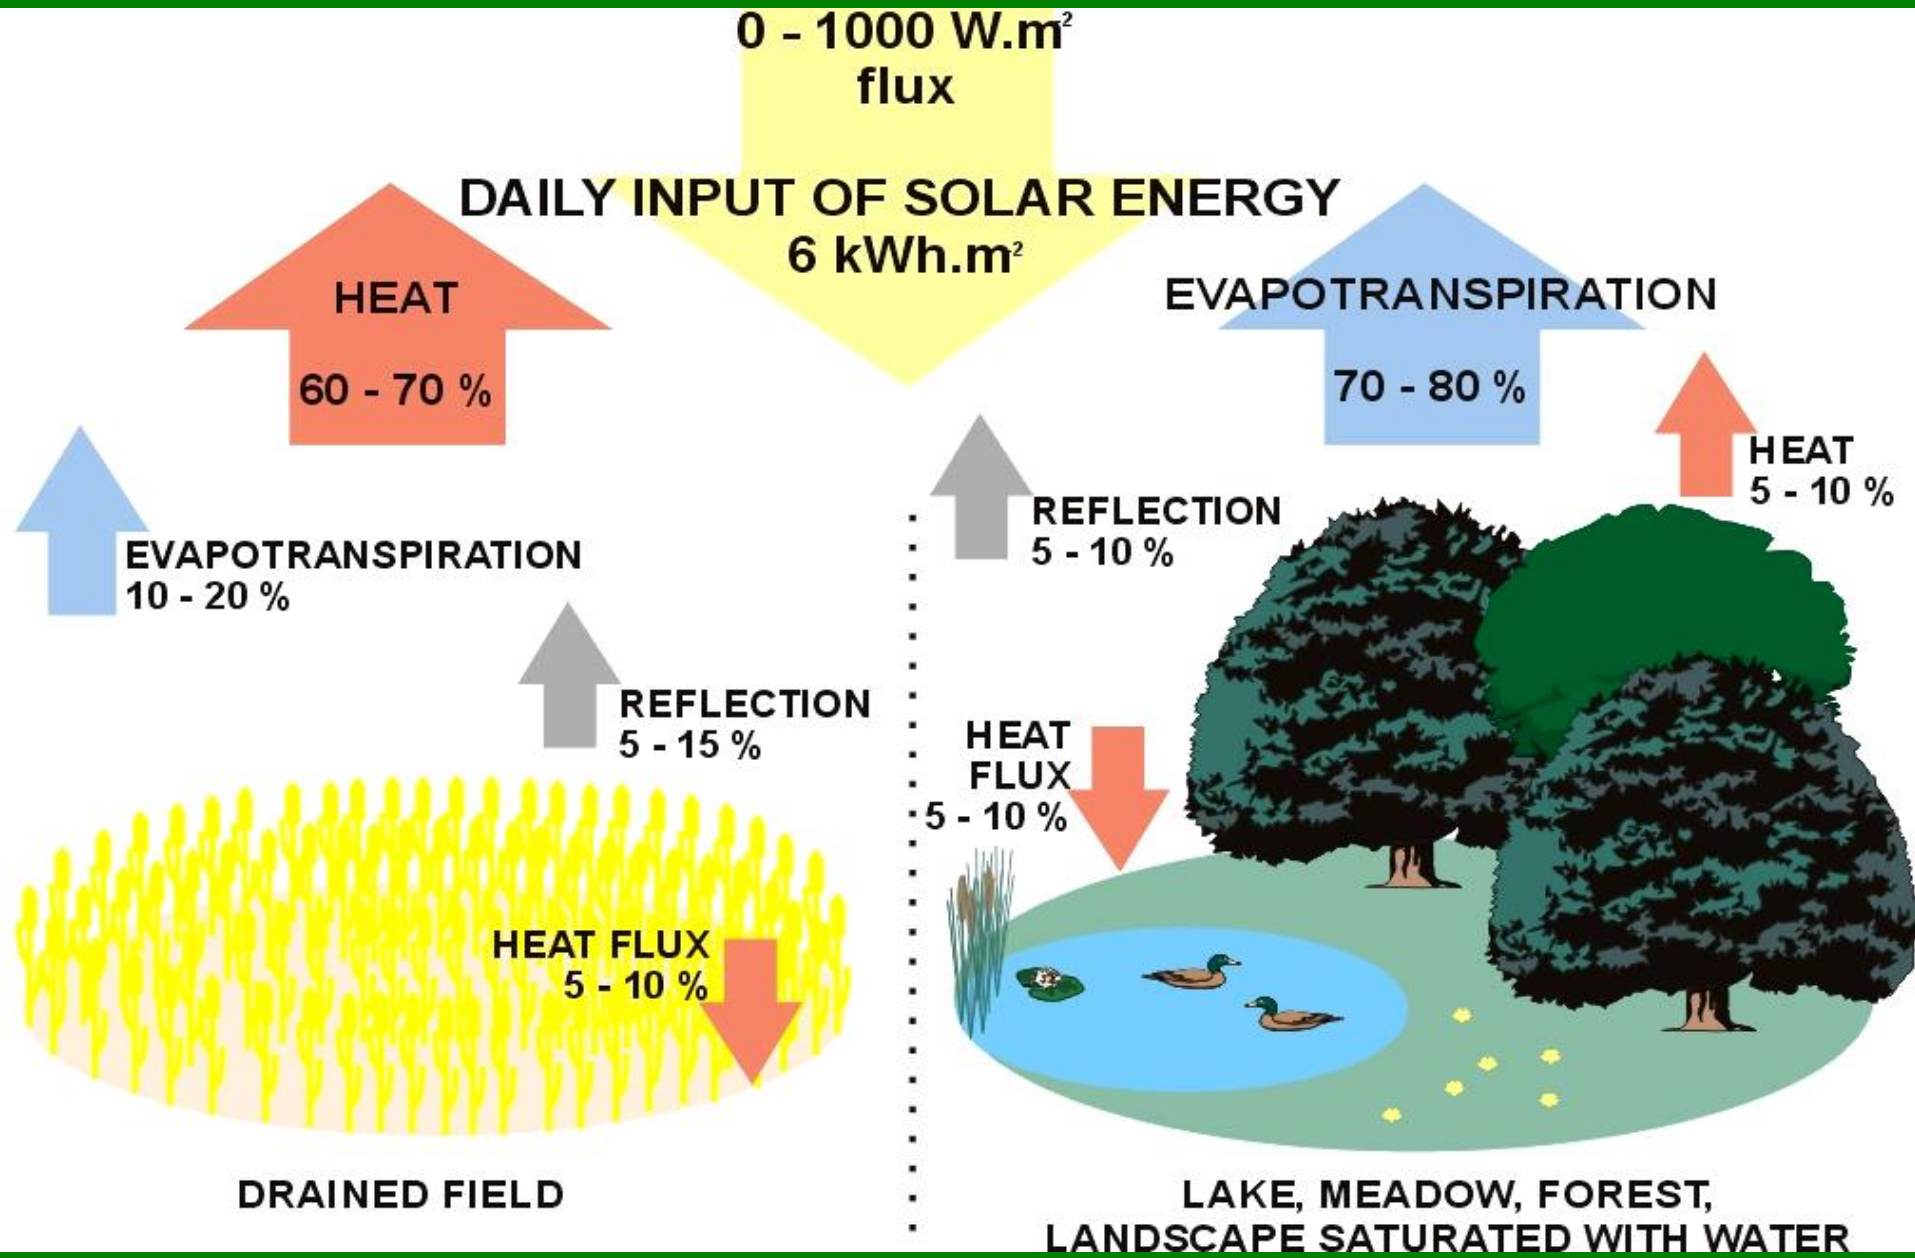 0 - 1000 W.m²
flux
DAILY INPUT OF SOLAR ENERGY
6 kWh.m²
HEAT
60 - 70 %
EVAPOTRANSPIRATION
10 - 20 %
REFLECTION
5 - 15 %
HEAT FLUX
5 - 10 %
DRAINED FIELD
EVAPOTRANSPIRATION
70 - 80 %
HEAT
5 - 10 %
REFLECTION
5 - 10 %
HEAT
FLUX
5 - 10 %
LAKE, MEADOW, FOREST,
LANDSCAPE SATURATED WITH WATER